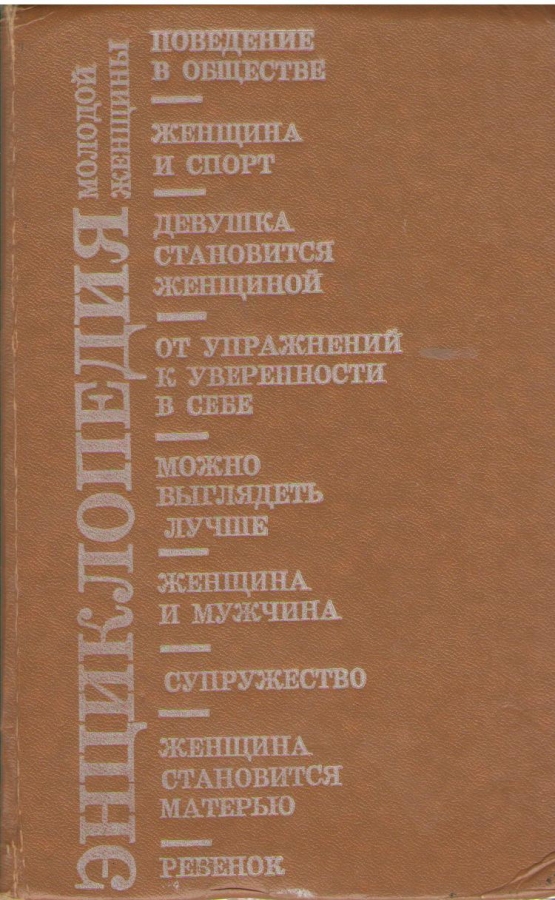 ЭНЦИКЛОПЕДИЯ
МОЛОДОЙ
ЖЕНЩИНЫ
ПОВЕДЕНИЕ
В ОБЩЕСТВЕ
ЖЕНЩИНА
И СПОРТ
ДЕВУШКА
СТАНОВИТСЯ
ЖЕНЩИНОЙ
ОТ УПРАЖНЕНИЙ
К УВЕРЕННОСТИ
В СЕБЕ
МОЖНО
ВЫГЛЯДЕТЬ
ЛУЧШЕ
ЖЕНЩИНА
И МУЖЧИНА
СУПРУЖЕСТВО
ЖЕНЩИНА
СТАНОВИТСЯ
МАТЕРЬЮ
РЕБЕНОК